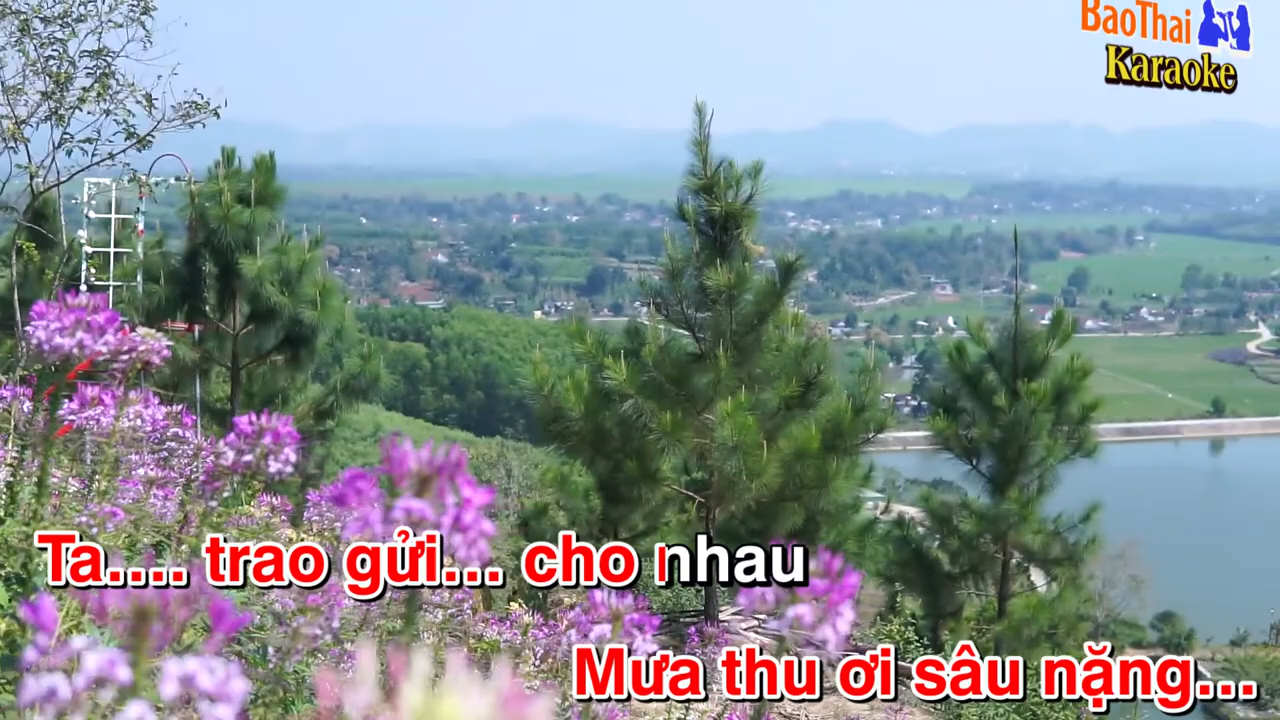 BaoThai
Karaoke
Ta.... trao gửi... cho nhau
Mưa thu ơi sâu nặng...